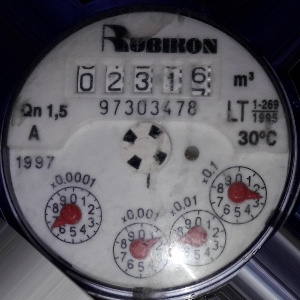 RUBIKON
02316 m³
Qn 1,5 97303478 LT 1-269 1995
A 30°C
1997
x0,0001 x0,001 x0,01 x0,1